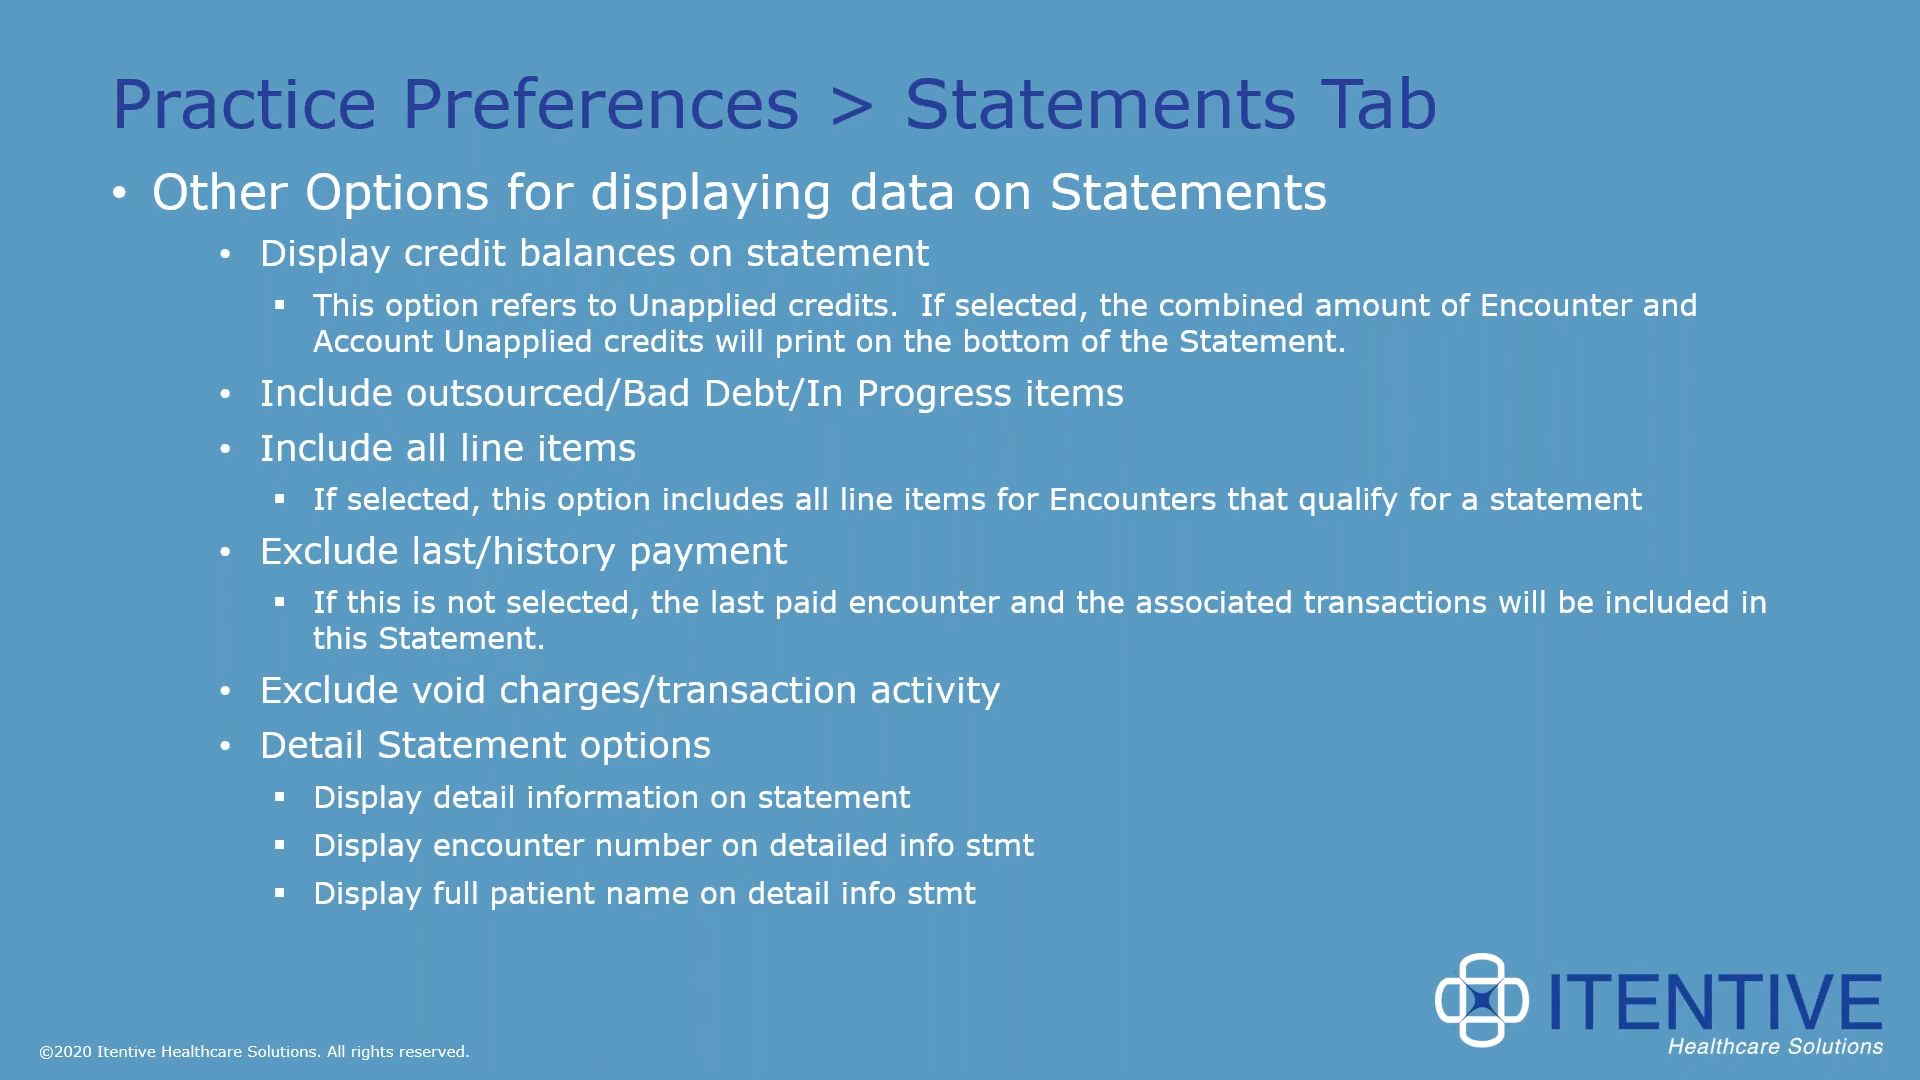 Practice Preferences > Statements Tab
• Other Options for displaying data on Statements
• Display credit balances on statement
▪ This option refers to Unapplied credits.  If selected, the combined amount of Encounter and
Account Unapplied credits will print on the bottom of the Statement.
• Include outsourced/Bad Debt/In Progress items
• Include all line items
▪ If selected, this option includes all line items for Encounters that qualify for a statement
• Exclude last/history payment
▪ If this is not selected, the last paid encounter and the associated transactions will be included in
this Statement.
• Exclude void charges/transaction activity
• Detail Statement options
▪ Display detail information on statement
▪ Display encounter number on detailed info stmt
▪ Display full patient name on detail info stmt
ITENTIVE
Healthcare Solutions
©2020 Itentive Healthcare Solutions. All rights reserved.